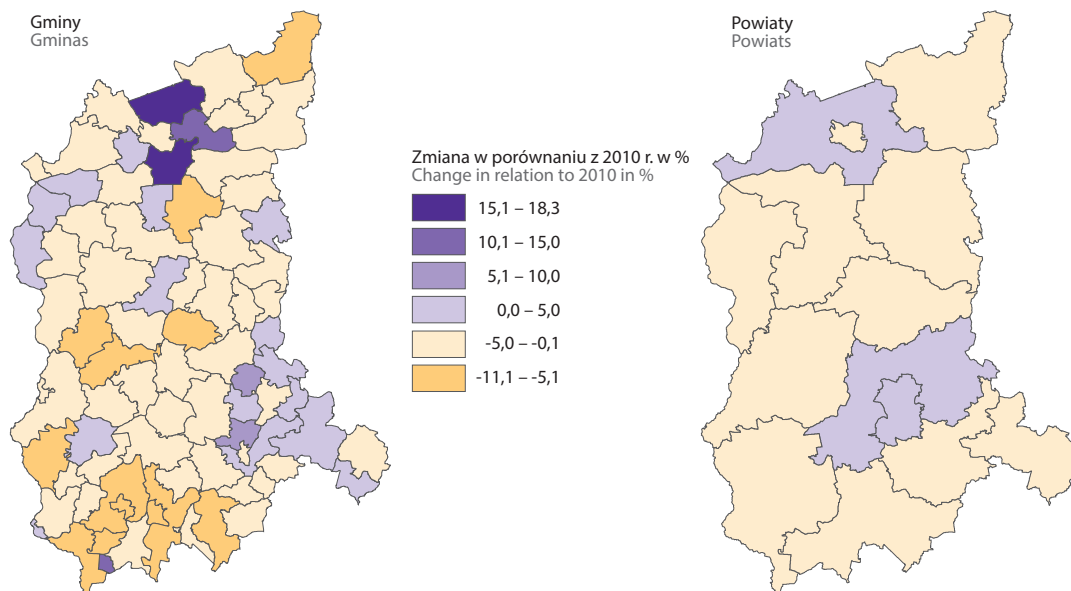 Gminy
Gminas
Powiaty
Powiats
Zmiana w porównaniu z 2010 r. w %
Change in relation to 2010 in %
15,1 – 18,3
10,1 – 15,0
5,1 – 10,0
0,0 – 5,0
-5,0 – -0,1
-11,1 – -5,1